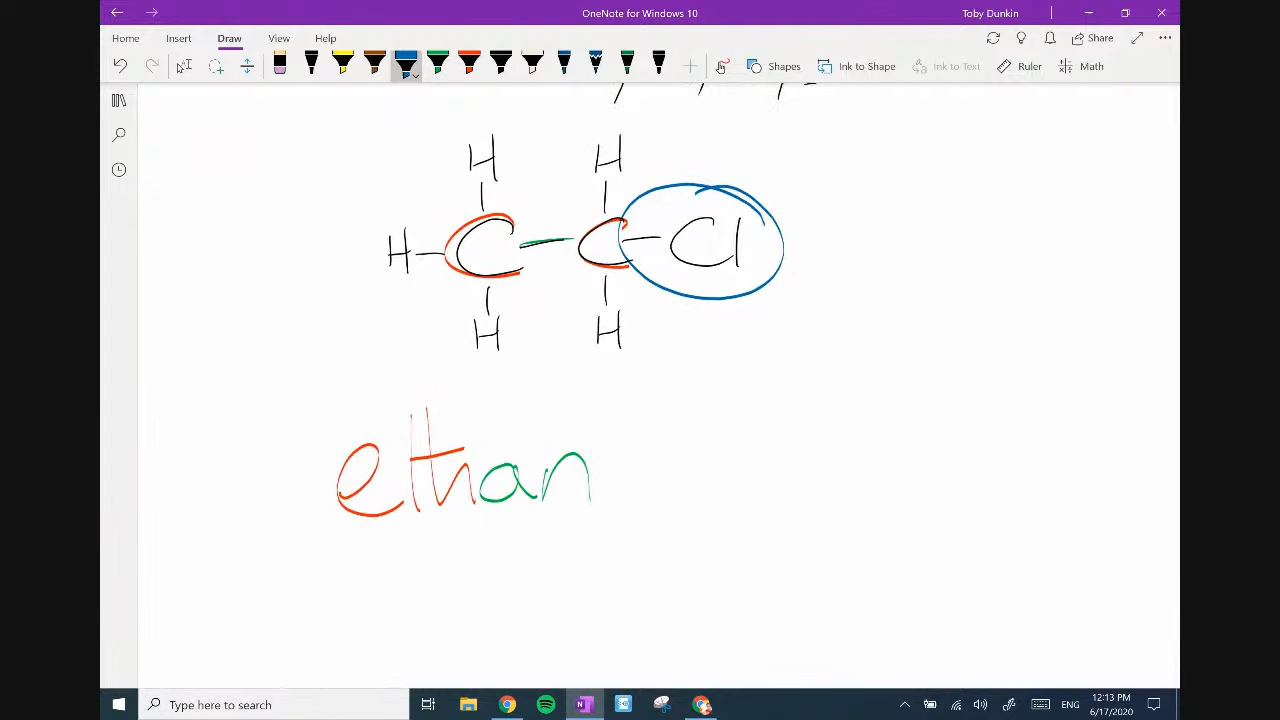 OneNote for Windows 10
Toby Dunkin
Home Insert Draw View Help
Share
Shapes Ink to Shape Ink to Text Ruler Math
H H
H C C Cl
H H
ethan
Type here to search
12:13 PM
ENG
6/17/2020